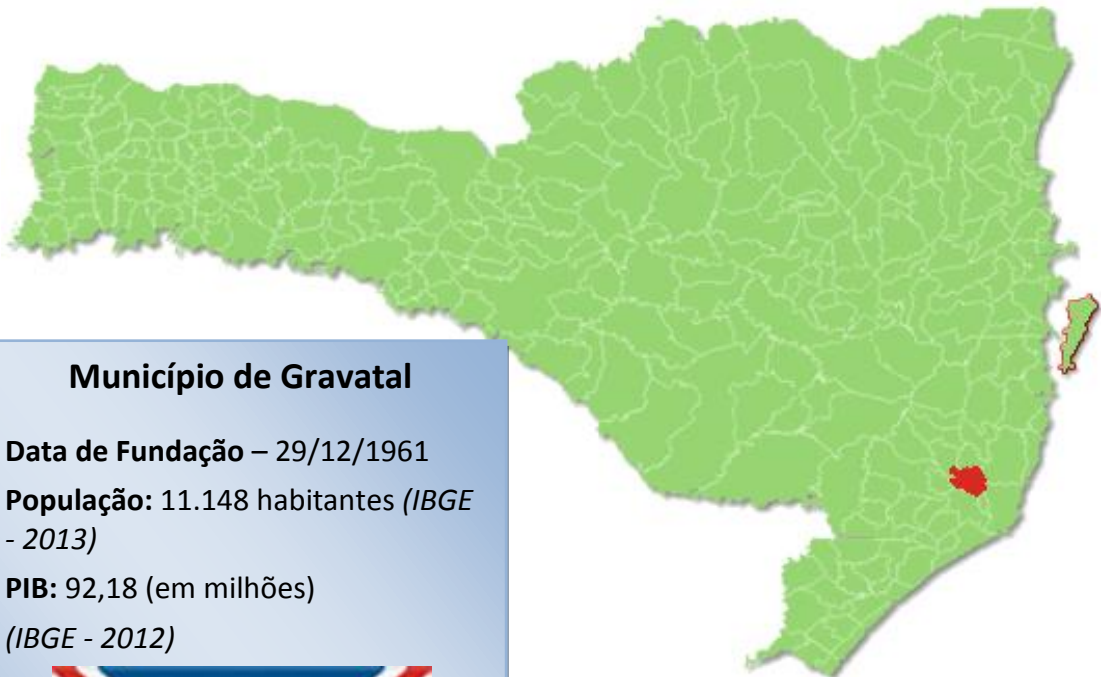 Município de Gravatal
Data de Fundação – 29/12/1961
População: 11.148 habitantes (IBGE
- 2013)
PIB: 92,18 (em milhões)
(IBGE - 2012)